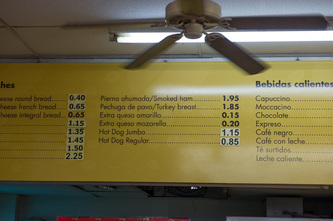 hes
Bebidas calientes
heese round bread 0.40
heese french bread 0.65
heese integral bread 0.65
1.15
1.35
1.45
1.50
2.25
Pierna ahumada/Smoked ham 1.95
Pechuga de pavo/Turkey breast 1.85
Extra queso amarillo 0.15
Extra queso mozarella 0.20
Hot Dog Jumbo 1.15
Hot Dog Regular 0.85
Capuccino
Moccacino
Chocolate
Expreso
Café negro
Café con leche
Té surtidos
Leche caliente